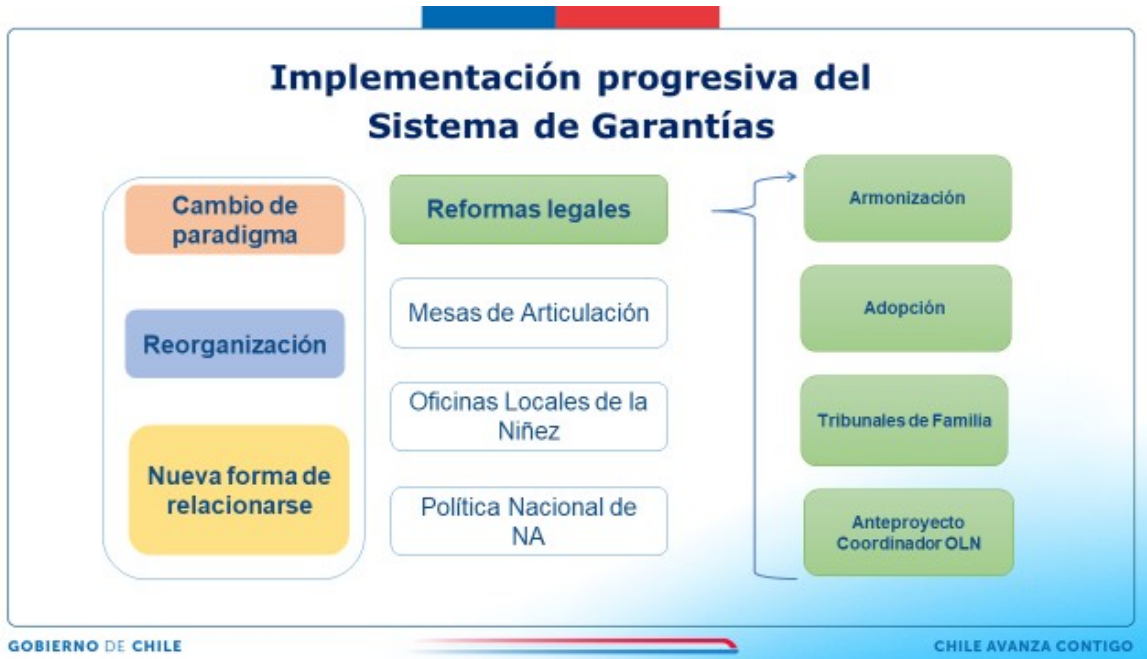 Implementación progresiva del
Sistema de Garantías
Cambio de
paradigma
Reorganización
Nueva forma de
relacionarse
Reformas legales
Mesas de Articulación
Oficinas Locales de la
Niñez
Política Nacional de
NA
Armonización
Adopción
Tribunales de Familia
Anteproyecto
Coordinador OLN
GOBIERNO DE CHILE
CHILE AVANZA CONTIGO